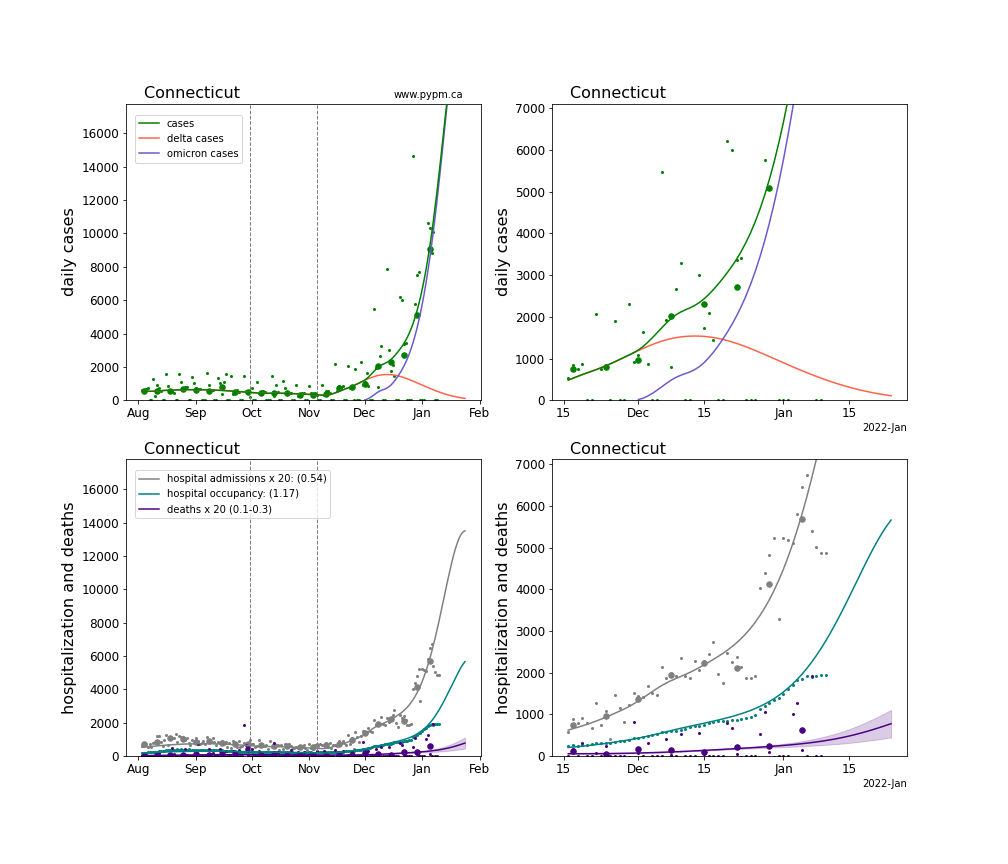 Connecticut
www.pypm.ca
daily cases
16000
14000
12000
10000
8000
6000
4000
2000
0
cases
delta cases
omicron cases
Aug Sep Oct Nov Dec Jan Feb
Connecticut
daily cases
7000
6000
5000
4000
3000
2000
1000
0
15 Dec 15 Jan 15
2022-Jan
Connecticut
hospitalization and deaths
16000
14000
12000
10000
8000
6000
4000
2000
0
hospital admissions x 20: (0.54)
hospital occupancy: (1.17)
deaths x 20 (0.1-0.3)
Aug Sep Oct Nov Dec Jan Feb
Connecticut
hospitalization and deaths
7000
6000
5000
4000
3000
2000
1000
0
15 Dec 15 Jan 15
2022-Jan